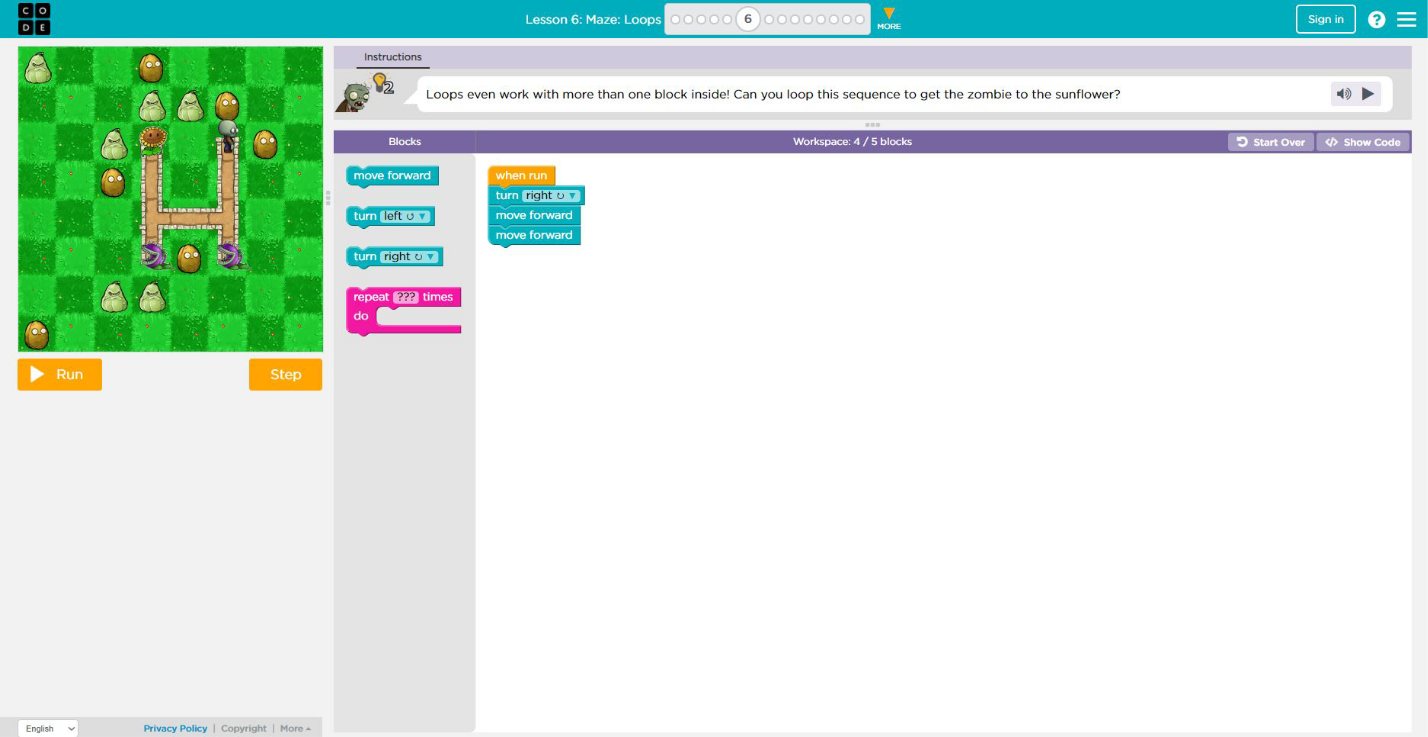 C O
D E
Lesson 6: Maze: Loops
6
MORE
Sign in
?
Instructions
2
Loops even work with more than one block inside! Can you loop this sequence to get the zombie to the sunflower?
Blocks
Workspace: 4 / 5 blocks
Start Over
</> Show Code
move forward
turn left ↺ ▼
turn right ↻ ▼
repeat ??? times
do
when run
turn right ↻ ▼
move forward
move forward
Run
Step
English
Privacy Policy | Copyright | More